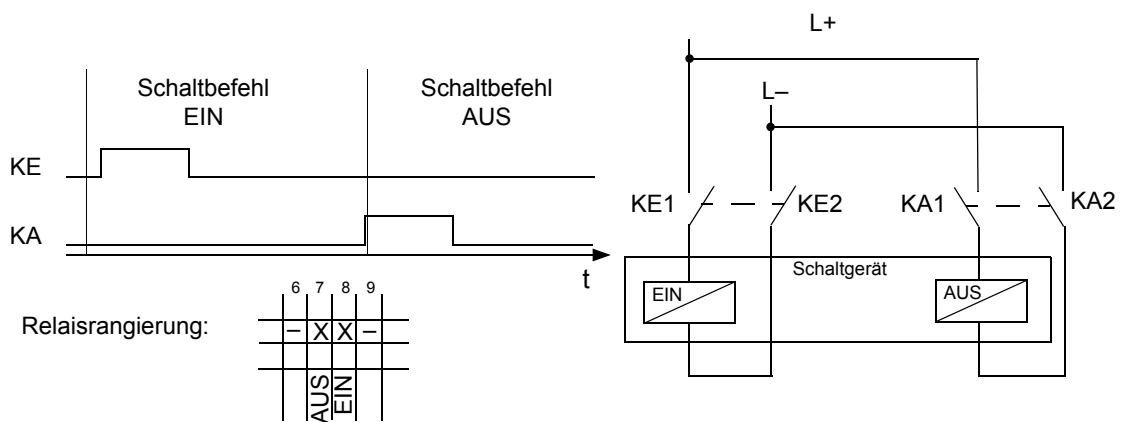 L+
Schaltbefehl
EIN
Schaltbefehl
AUS
L–
KE
KE1
KE2
KA1
KA2
KA
t
Schaltgerät
EIN
AUS
6 7 8 9
Relaisrangierung:
– X X –
AUS
EIN